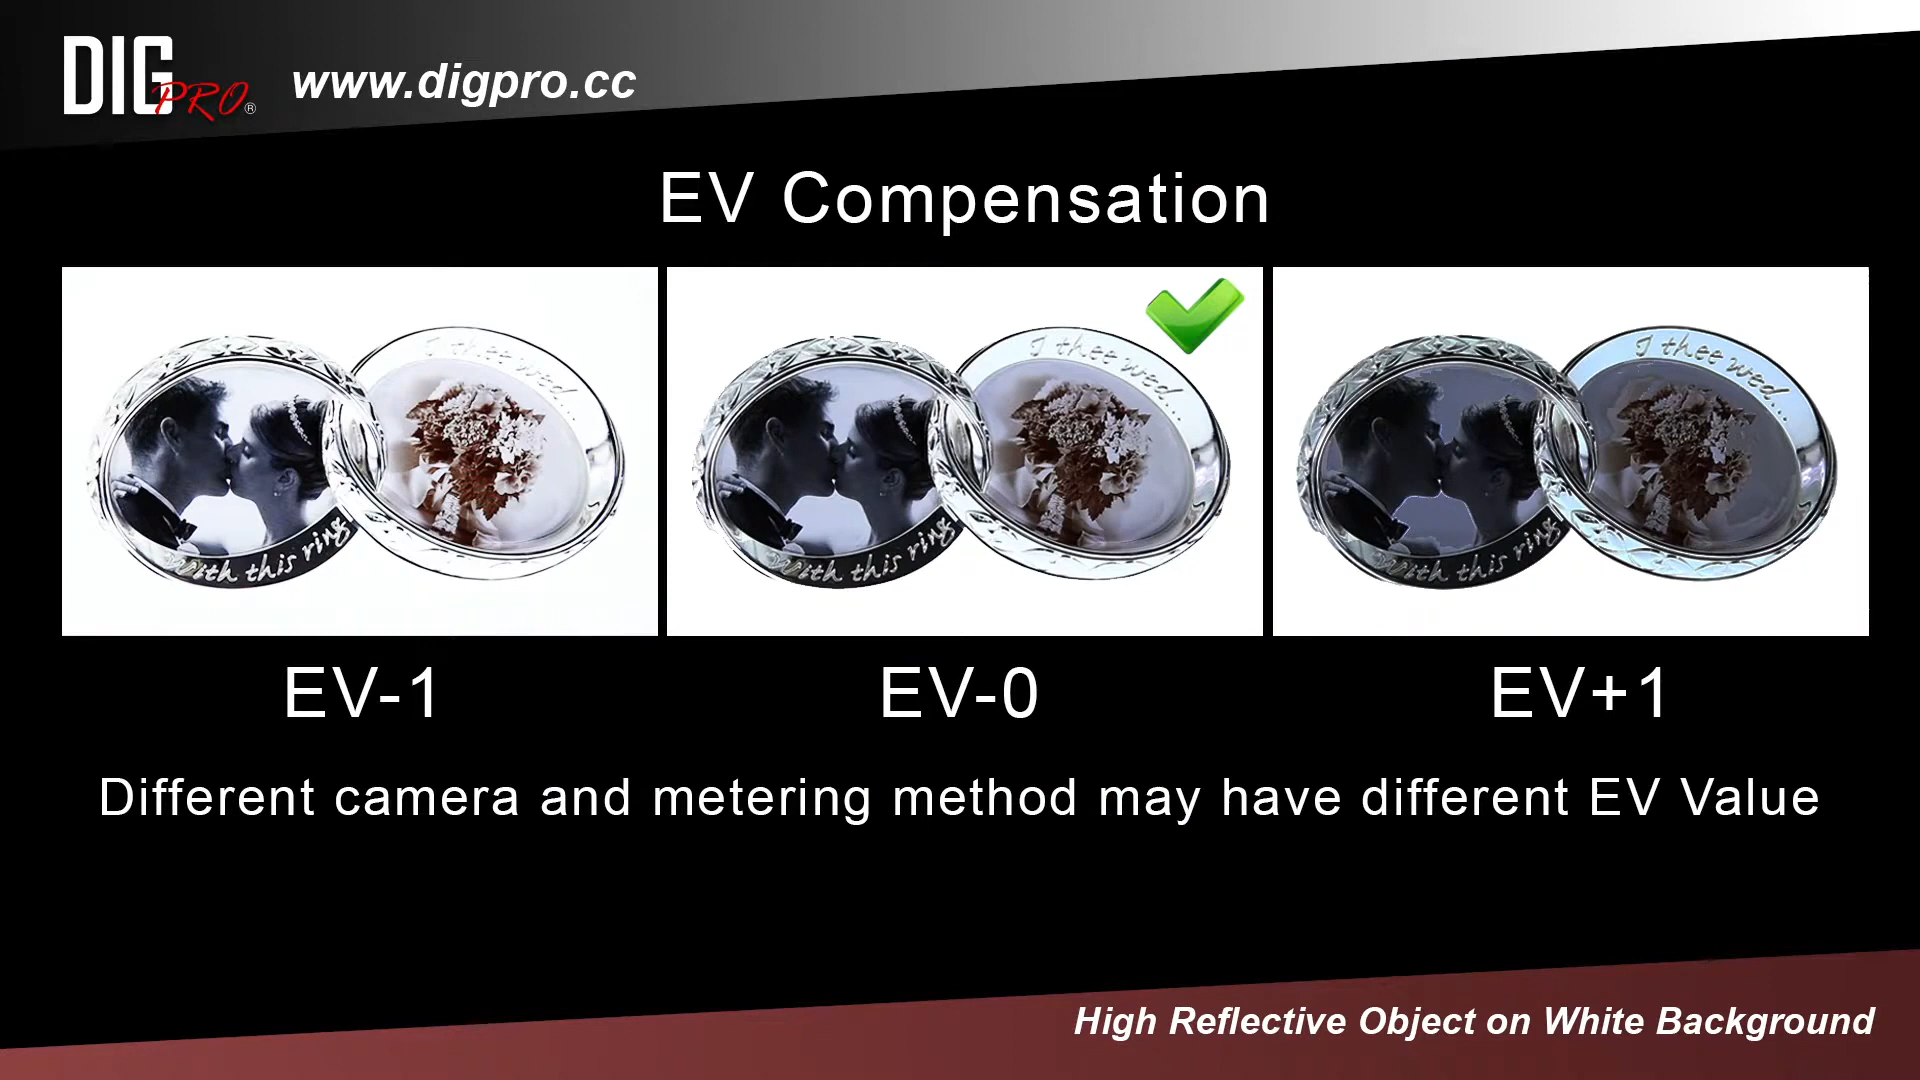 DIG PRO ®
www.digpro.cc
EV Compensation
I thee wed...
With this ring
I thee wed...
With this ring
I thee wed...
With this ring
EV-1
EV-0
EV+1
Different camera and metering method may have different EV Value
High Reflective Object on White Background